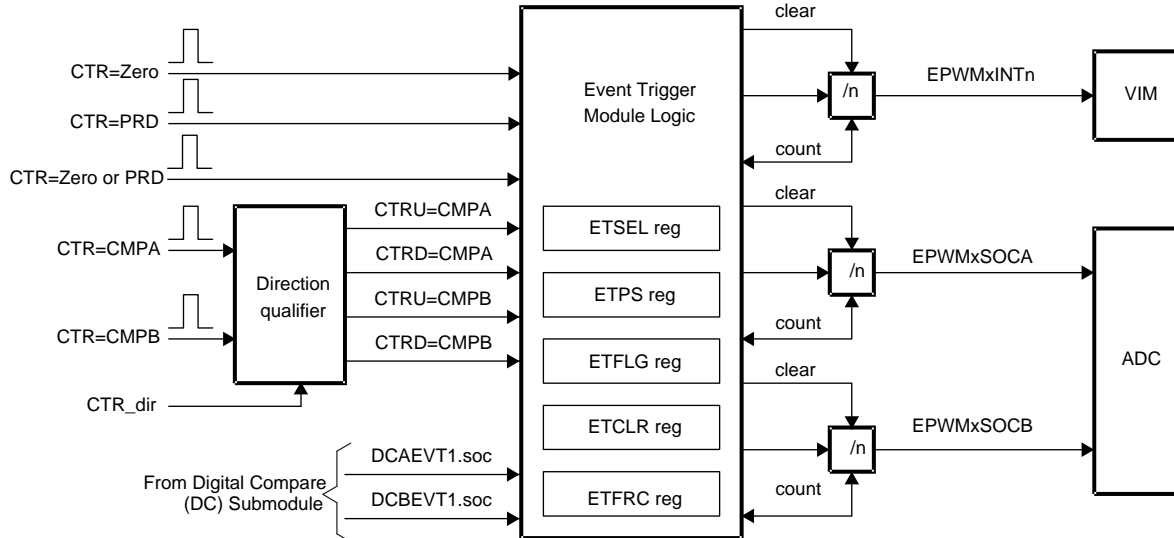 CTR=Zero
CTR=PRD
CTR=Zero or PRD
CTR=CMPA
CTR=CMPB
CTR_dir
Direction
qualifier
CTRU=CMPA
CTRD=CMPA
CTRU=CMPB
CTRD=CMPB
From Digital Compare
(DC) Submodule
DCAEVT1.soc
DCBEVT1.soc
Event Trigger
Module Logic
ETSEL reg
ETPS reg
ETFLG reg
ETCLR reg
ETFRC reg
clear
/n
count
EPWMxINTn
VIM
clear
/n
count
EPWMxSOCA
clear
/n
count
EPWMxSOCB
ADC